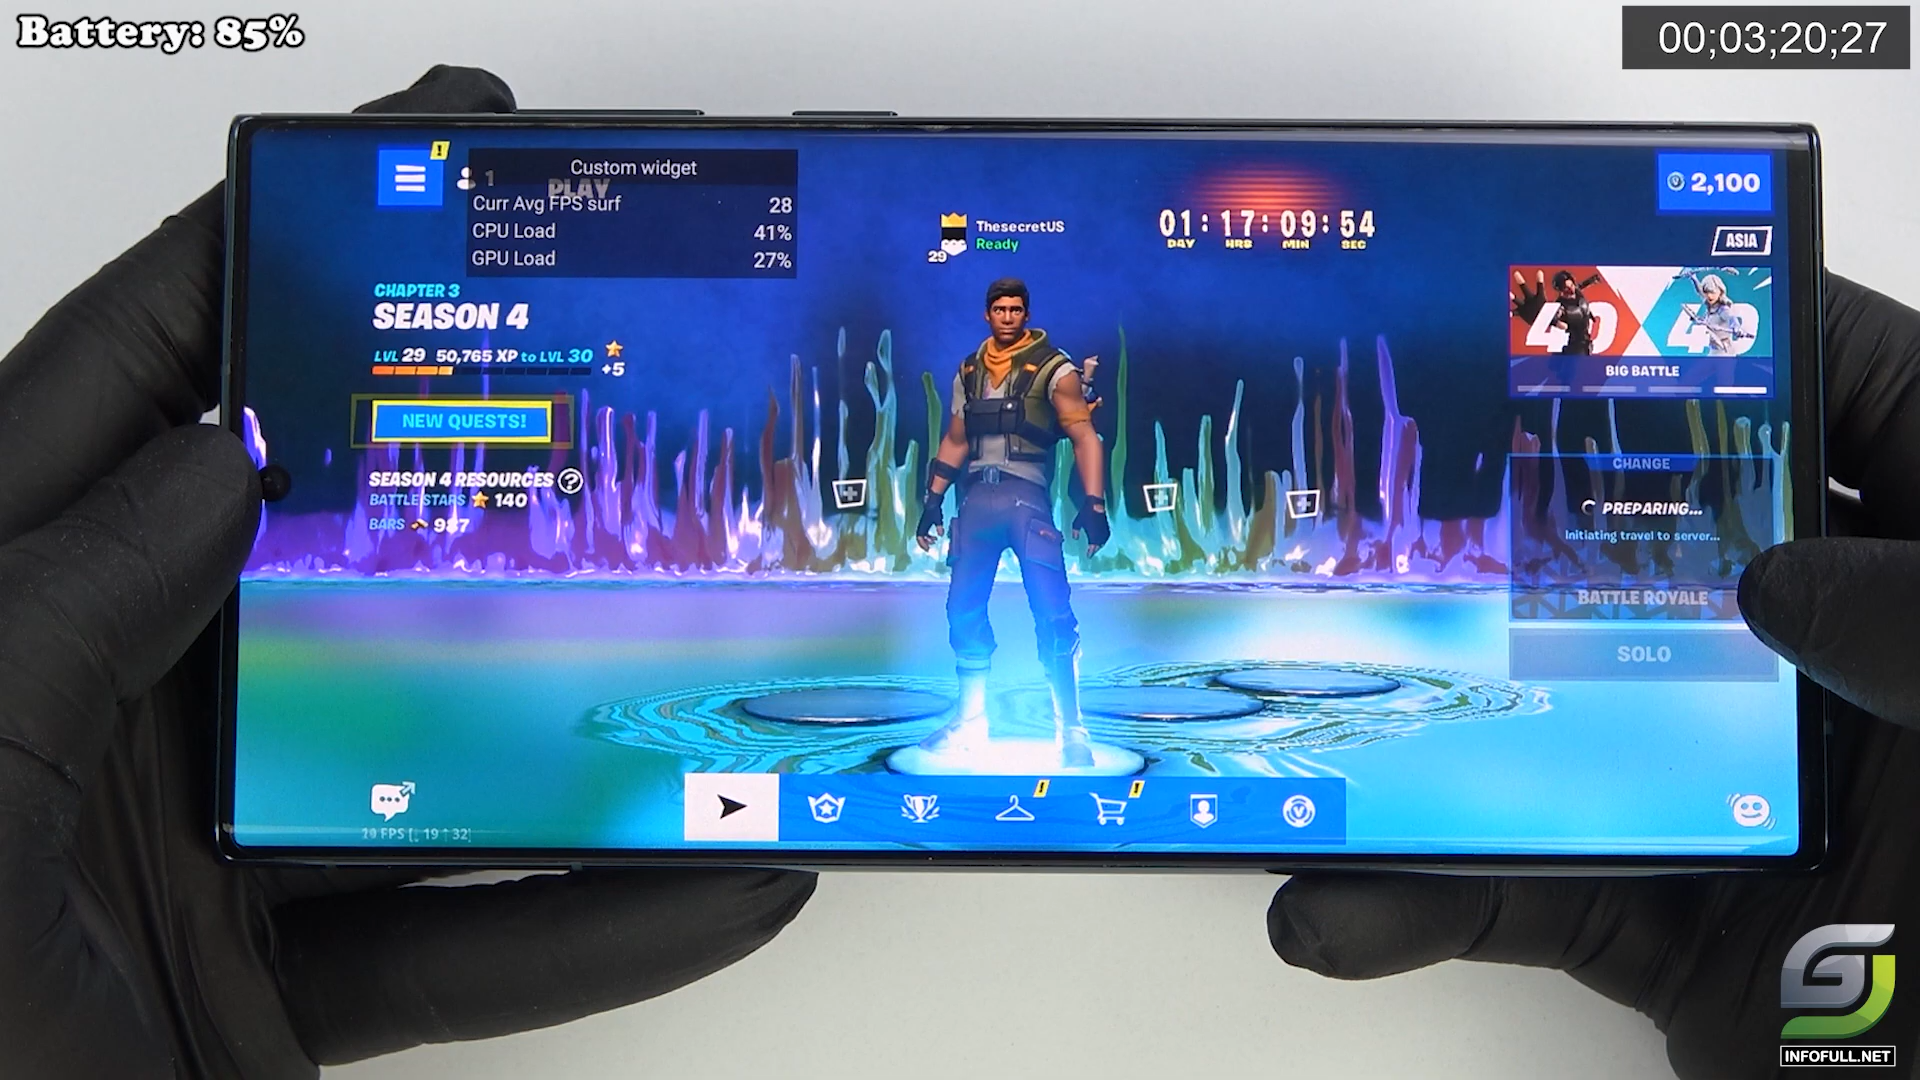 Battery: 85%
00;03;20;27
Custom widget
1
PLAY
Curr Avg FPS surf 28
CPU Load 41%
GPU Load 27%
ThesecretUS
Ready
29
01:17:09:54
DAY HRS MIN SEC
2,100
ASIA
CHAPTER 3
SEASON 4
LVL 29 50,765 XP to LVL 30
+5
40 40
BIG BATTLE
NEW QUESTS!
CHANGE
SEASON 4 RESOURCES ?
BATTLE STARS 140
BARS 987
PREPARING...
Initiating travel to server...
BATTLE ROYALE
SOLO
INFOFULL.NET